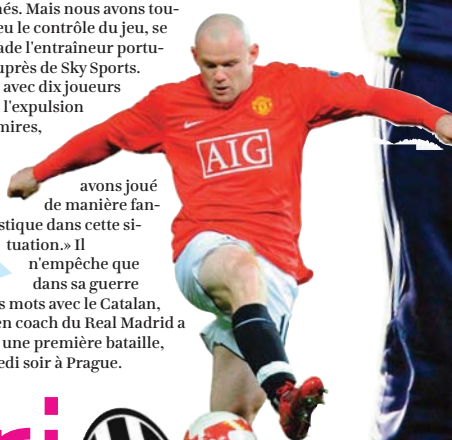 nés. Mais nous avons tou-
eu le contrôle du jeu, se
ade l'entraîneur portu-
uprès de Sky Sports.
avec dix joueurs
l'expulsion
mires,
AIG
avons joué
de manière fan-
stique dans cette si-
tuation.» Il
n'empêche que
dans sa guerre
s mots avec le Catalan,
en coach du Real Madrid a
une première bataille,
edi soir à Prague.
ri